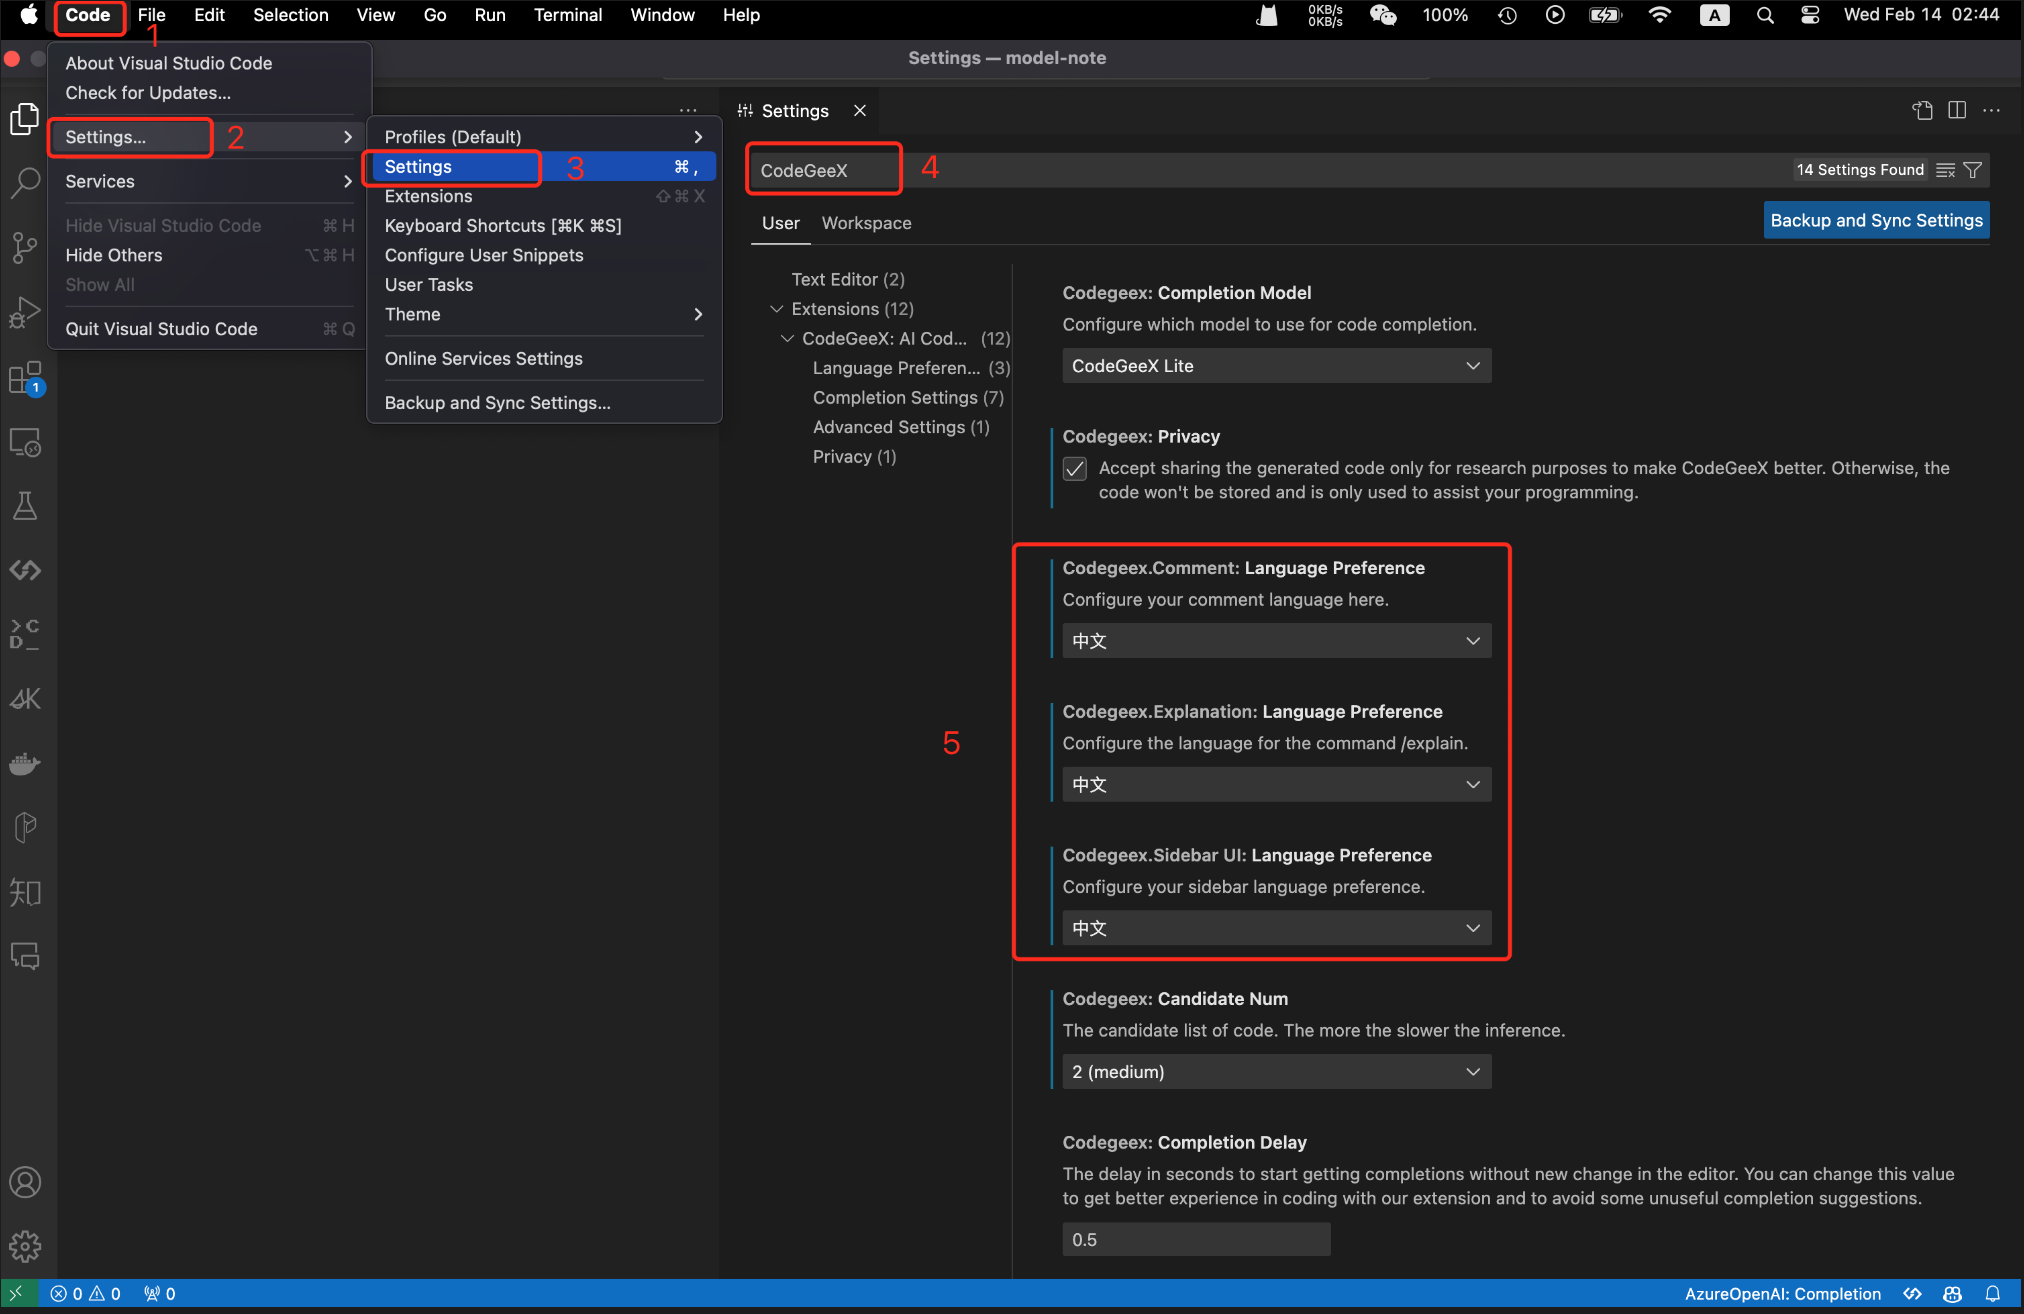 Code File Edit Selection View Go Run Terminal Window Help
0KB/s
0KB/s
100%
A
Wed Feb 14 02:44
1
Settings — model-note
About Visual Studio Code
Check for Updates...
Settings...
2
Services
Hide Visual Studio Code ⌘ H
Hide Others ⌥ ⌘ H
Show All
Quit Visual Studio Code ⌘ Q
Profiles (Default)
Settings 3 ⌘ ,
Extensions ⇧ ⌘ X
Keyboard Shortcuts [⌘K ⌘S]
Configure User Snippets
User Tasks
Theme
Online Services Settings
Backup and Sync Settings...
Settings
CodeGeeX 4
14 Settings Found
User Workspace
Backup and Sync Settings
Text Editor (2)
Extensions (12)
CodeGeeX: AI Cod... (12)
Language Preferen... (3)
Completion Settings (7)
Advanced Settings (1)
Privacy (1)
Codegeex: Completion Model
Configure which model to use for code completion.
CodeGeeX Lite
Codegeex: Privacy
Accept sharing the generated code only for research purposes to make CodeGeeX better. Otherwise, the
code won't be stored and is only used to assist your programming.
5
Codegeex.Comment: Language Preference
Configure your comment language here.
中文
Codegeex.Explanation: Language Preference
Configure the language for the command /explain.
中文
Codegeex.Sidebar UI: Language Preference
Configure your sidebar language preference.
中文
Codegeex: Candidate Num
The candidate list of code. The more the slower the inference.
2 (medium)
Codegeex: Completion Delay
The delay in seconds to start getting completions without new change in the editor. You can change this value
to get better experience in coding with our extension and to avoid some unuseful completion suggestions.
0.5
1
>C
D_
知
0 0 0
AzureOpenAI: Completion